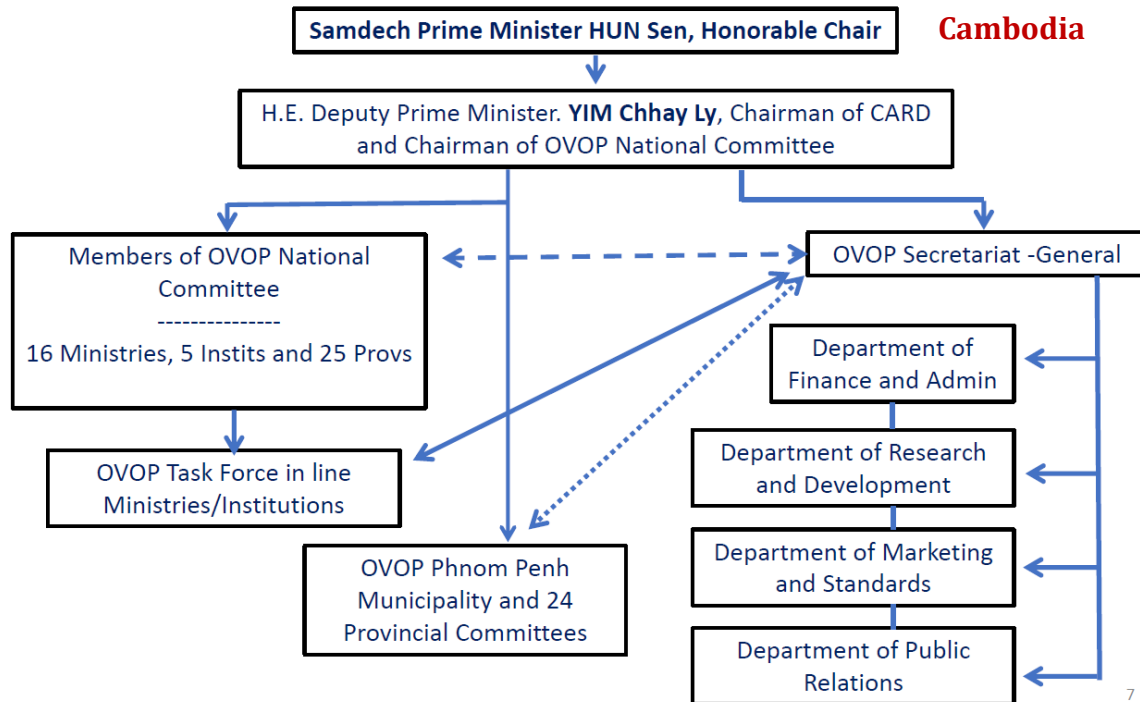 Samdech Prime Minister HUN Sen, Honorable Chair
Cambodia
H.E. Deputy Prime Minister. YIM Chhay Ly, Chairman of CARD
and Chairman of OVOP National Committee
Members of OVOP National
Committee
---------------
16 Ministries, 5 Instits and 25 Provs
OVOP Secretariat -General
Department of
Finance and Admin
OVOP Task Force in line
Ministries/Institutions
Department of Research
and Development
OVOP Phnom Penh
Municipality and 24
Provincial Committees
Department of Marketing
and Standards
Department of Public
Relations
7